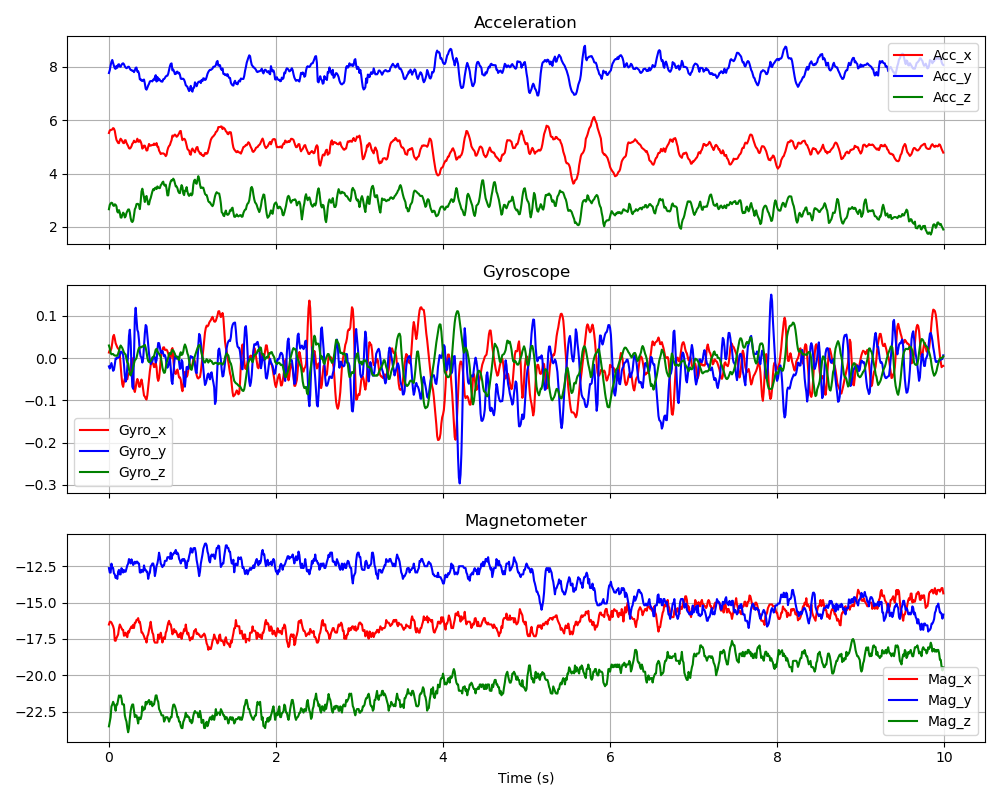 Acceleration
8
6
4
2
Acc_x
Acc_y
Acc_z
Gyroscope
0.1
0.0
−0.1
−0.2
−0.3
Gyro_x
Gyro_y
Gyro_z
Magnetometer
−12.5
−15.0
−17.5
−20.0
−22.5
Mag_x
Mag_y
Mag_z
0 2 4 6 8 10
Time (s)